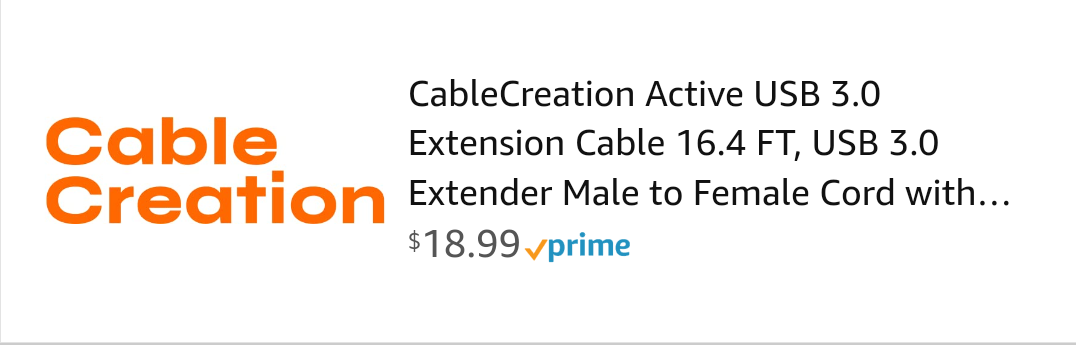 Cable
Creation
CableCreation Active USB 3.0
Extension Cable 16.4 FT, USB 3.0
Extender Male to Female Cord with...
$18.99 prime